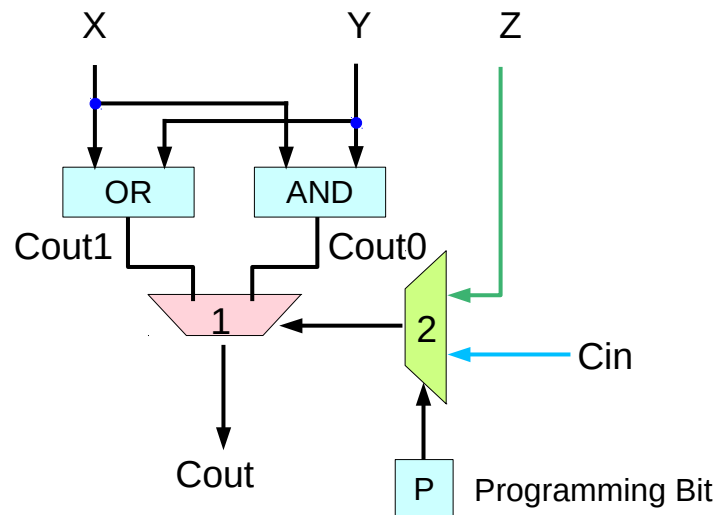 X Y Z
OR AND
Cout1 Cout0
1 2
Cin
Cout
P Programming Bit